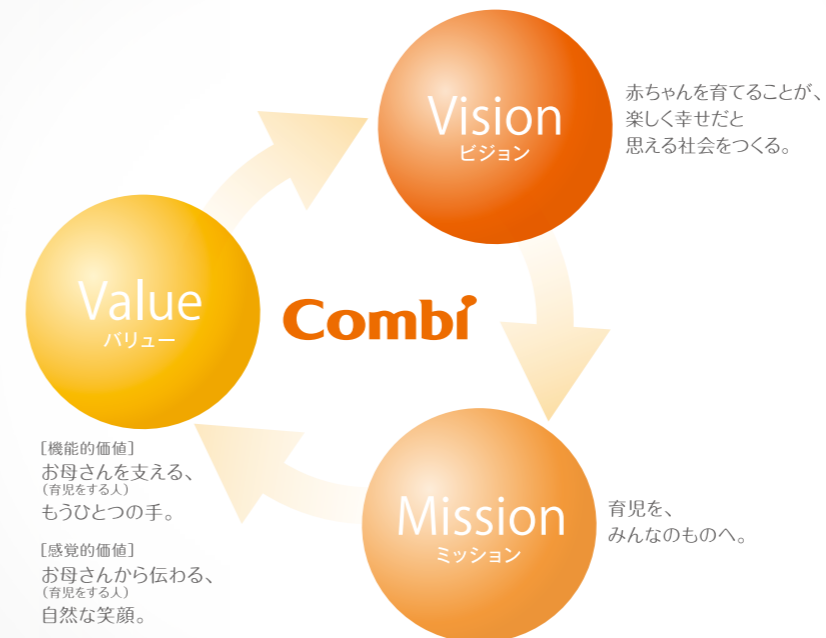 Vision
ビジョン
赤ちゃんを育てることが、
楽しく幸せだと
思える社会をつくる。
Value
バリュー
Combi
[機能的価値]
お母さんを支える、
(育児をする人)
もうひとつの手。
[感覚的価値]
お母さんから伝わる、
(育児をする人)
自然な笑顔。
Mission
ミッション
育児を、
みんなのものへ。